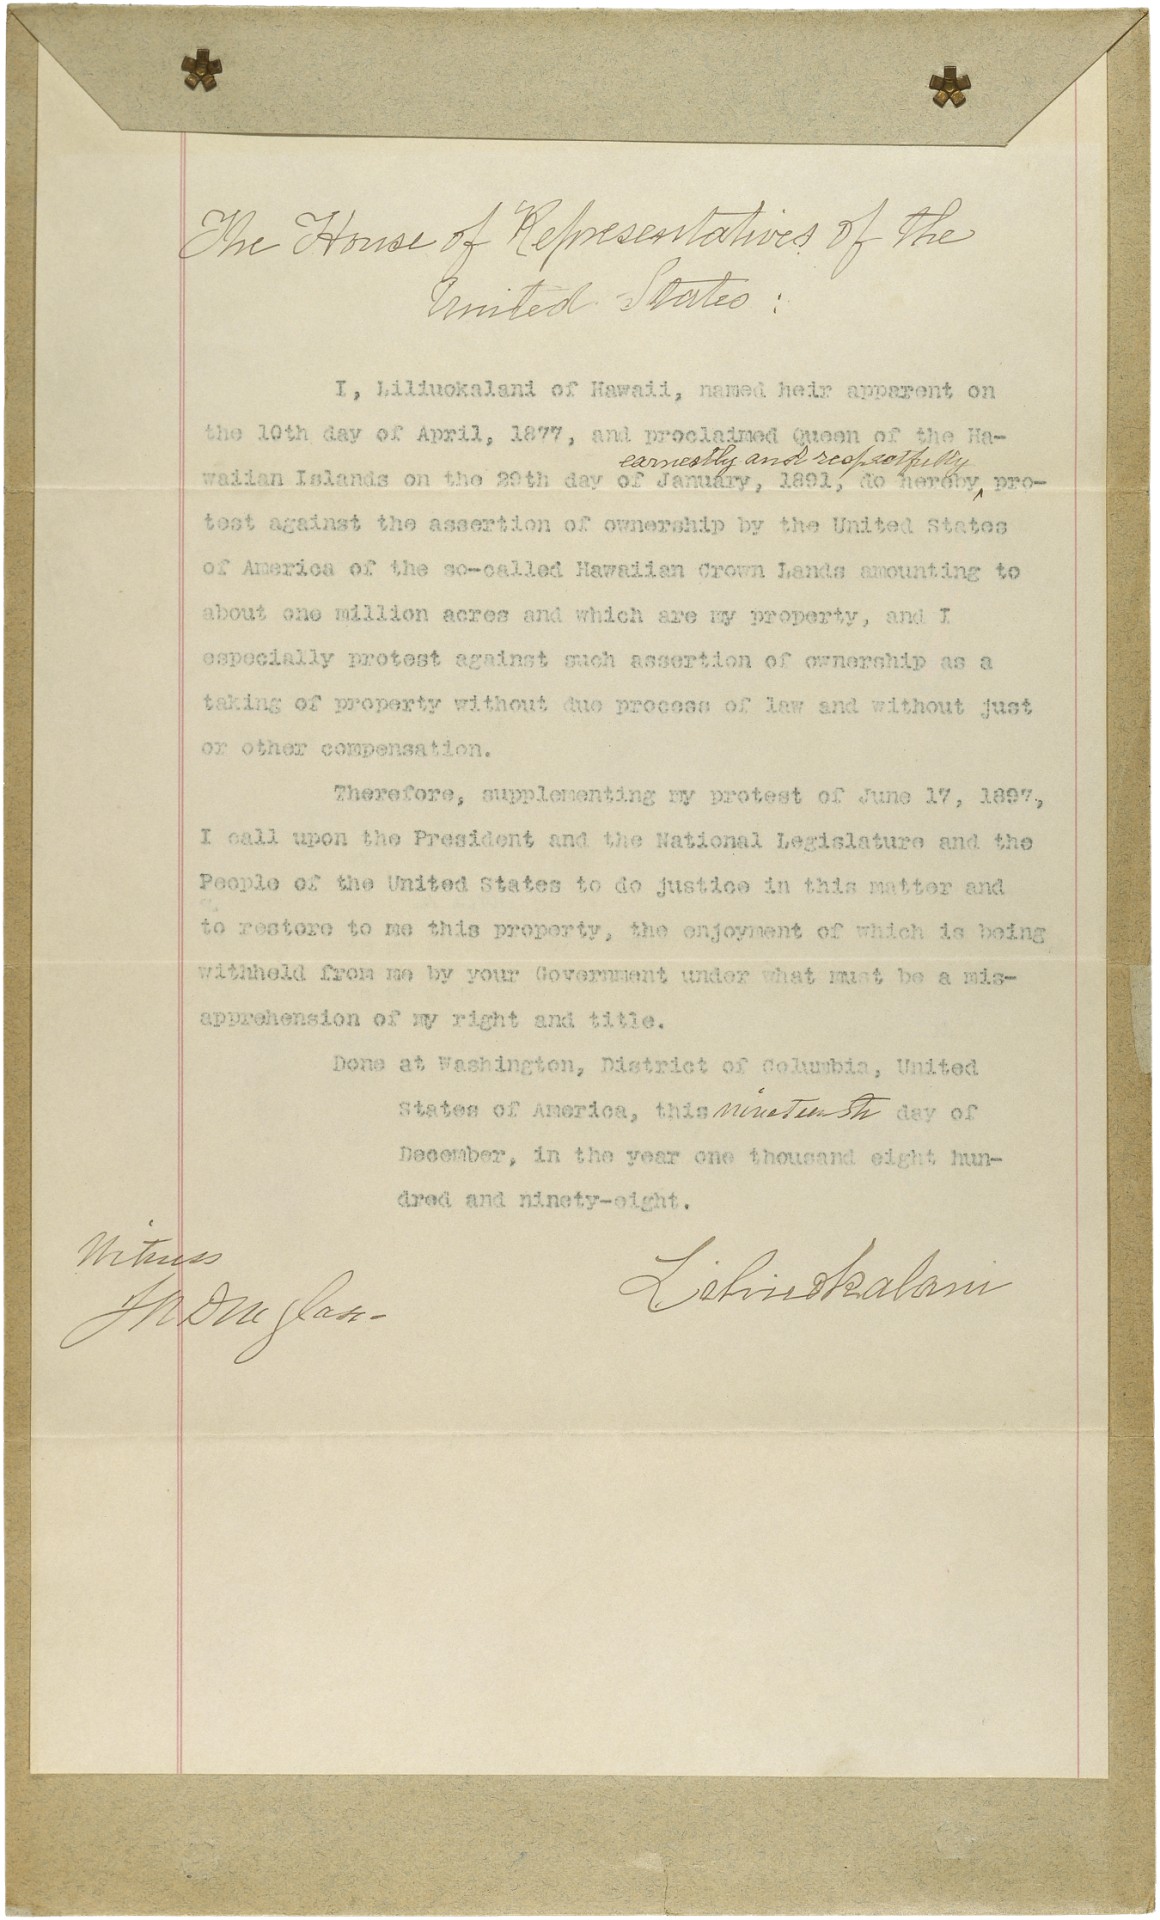 The House of Representatives of the
United States:
I, Liliuokalani of Hawaii, named heir apparent on
the 10th day of April, 1877, and proclaimed Queen of the Ha-
earnestly and respectfully
waiian Islands on the 29th day of January, 1891, do hereby ^ pro-
test against the assertion of ownership by the United States
of America of the so-called Hawaiian Crown Lands amounting to
about one million acres and which are my property, and I
especially protest against such assertion of ownership as a
taking of property without due process of law and without just
or other compensation.
Therefore, supplementing my protest of June 17, 1897,
I call upon the President and the National Legislature and the
People of the United States to do justice in this matter and
to restore to me this property, the enjoyment of which is being
withheld from me by your Government under what must be a mis-
apprehension of my right and title.
Done at Washington, District of Columbia, United
States of America, this nineteenth day of
December, in the year one thousand eight hun-
dred and ninety-eight.
Witness
Liliuokalani